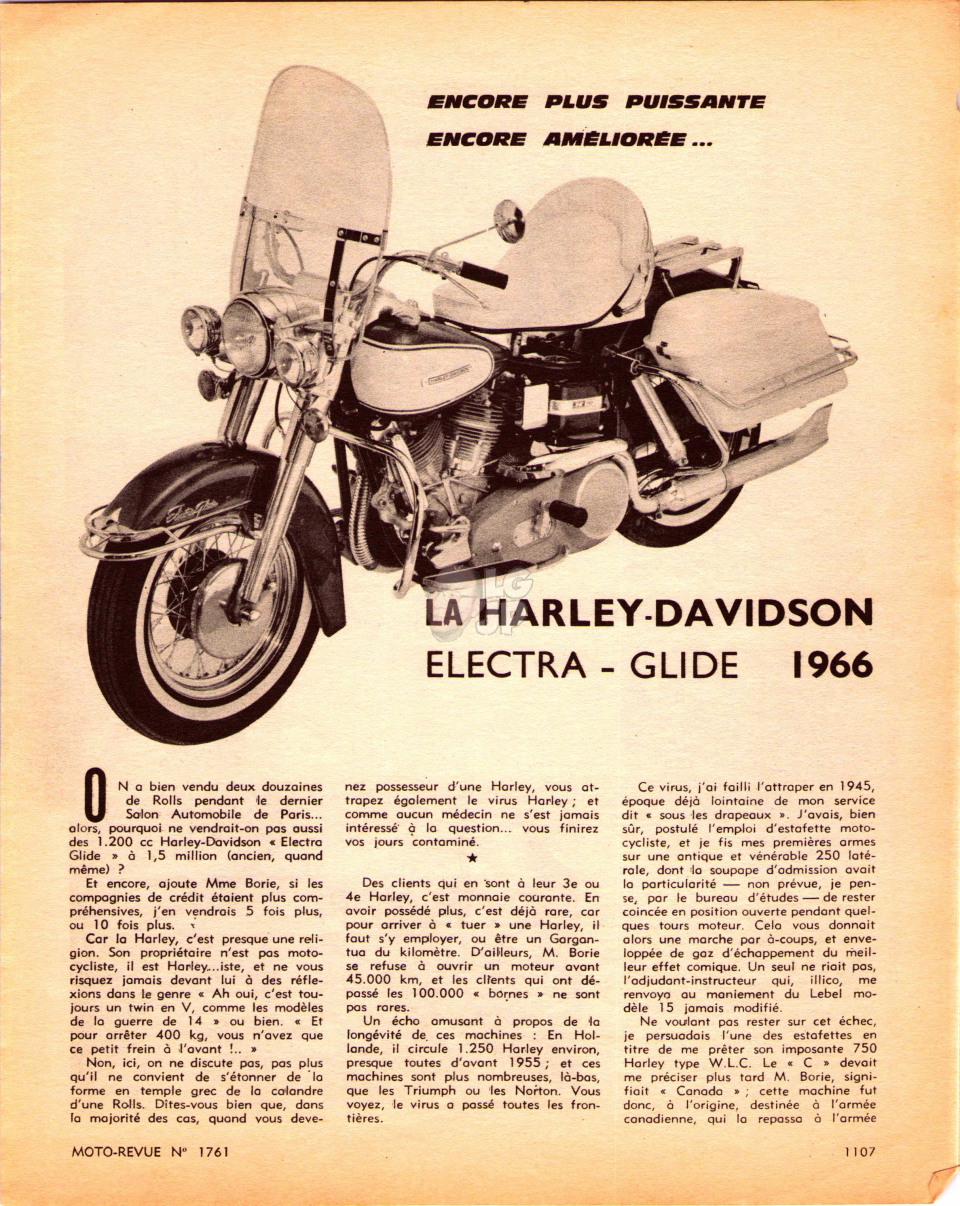 ENCORE PLUS PUISSANTE
ENCORE AMÉLIORÉE...
LA HARLEY-DAVIDSON
ELECTRA - GLIDE 1966
ON a bien vendu deux douzaines
de Rolls pendant le dernier
Salon Automobile de Paris...
alors, pourquoi ne vendrait-on pas aussi
des 1.200 cc Harley-Davidson « Electra
Glide » à 1,5 million (ancien, quand
même) ?
Et encore, ajoute Mme Borie, si les
compagnies de crédit étaient plus com-
préhensives, j'en vendrais 5 fois plus,
ou 10 fois plus.
Car la Harley, c'est presque une reli-
gion. Son propriétaire n'est pas moto-
cycliste, il est Harley...iste, et ne vous
risquez jamais devant lui à des réfle-
xions dans le genre « Ah oui, c'est tou-
jours un twin en V, comme les modèles
de la guerre de 14 » ou bien. « Et
pour arrêter 400 kg, vous n'avez que
ce petit frein à l'avant !.. »
Non, ici, on ne discute pas, pas plus
qu'il ne convient de s'étonner de la
forme en temple grec de la calandre
d'une Rolls. Dites-vous bien que, dans
la majorité des cas, quand vous deve-
nez possesseur d'une Harley, vous at-
trapez également le virus Harley ; et
comme aucun médecin ne s'est jamais
intéressé à la question... vous finirez
vos jours contaminé.
★
Des clients qui en sont à leur 3e ou
4e Harley, c'est monnaie courante. En
avoir possédé plus, c'est déjà rare, car
pour arriver à « tuer » une Harley, il
faut s'y employer, ou être un Gargan-
tua du kilomètre. D'ailleurs, M. Borie
se refuse à ouvrir un moteur avant
45.000 km, et les clients qui ont dé-
passé les 100.000 « bornes » ne sont
pas rares.
Un écho amusant à propos de la
longévité de ces machines : En Hol-
lande, il circule 1.250 Harley environ,
presque toutes d'avant 1955 ; et ces
machines sont plus nombreuses, là-bas,
que les Triumph ou les Norton. Vous
voyez, le virus a passé toutes les fron-
tières.
Ce virus, j'ai failli l'attraper en 1945,
époque déjà lointaine de mon service
dit « sous les drapeaux ». J'avais, bien
sûr, postulé l'emploi d'estafette moto-
cycliste, et je fis mes premières armes
sur une antique et vénérable 250 laté-
rale, dont la soupape d'admission avait
la particularité — non prévue, je pen-
se, par le bureau d'études — de rester
coincée en position ouverte pendant quel-
ques tours moteur. Cela vous donnait
alors une marche par à-coups, et enve-
loppée de gaz d'échappement du meil-
leur effet comique. Un seul ne riait pas,
l'adjudant-instructeur qui, illico, me
renvoya au maniement du Lebel mo-
dèle 15 jamais modifié.
Ne voulant pas rester sur cet échec,
je persuadais l'une des estafettes en
titre de me prêter son imposante 750
Harley type W.L.C. Le « C » devait
me préciser plus tard M. Borie, signi-
fiait « Canada » ; cette machine fut
donc, à l'origine, destinée à l'armée
canadienne, qui la repassa à l'armée
MOTO-REVUE N° 1761
1107